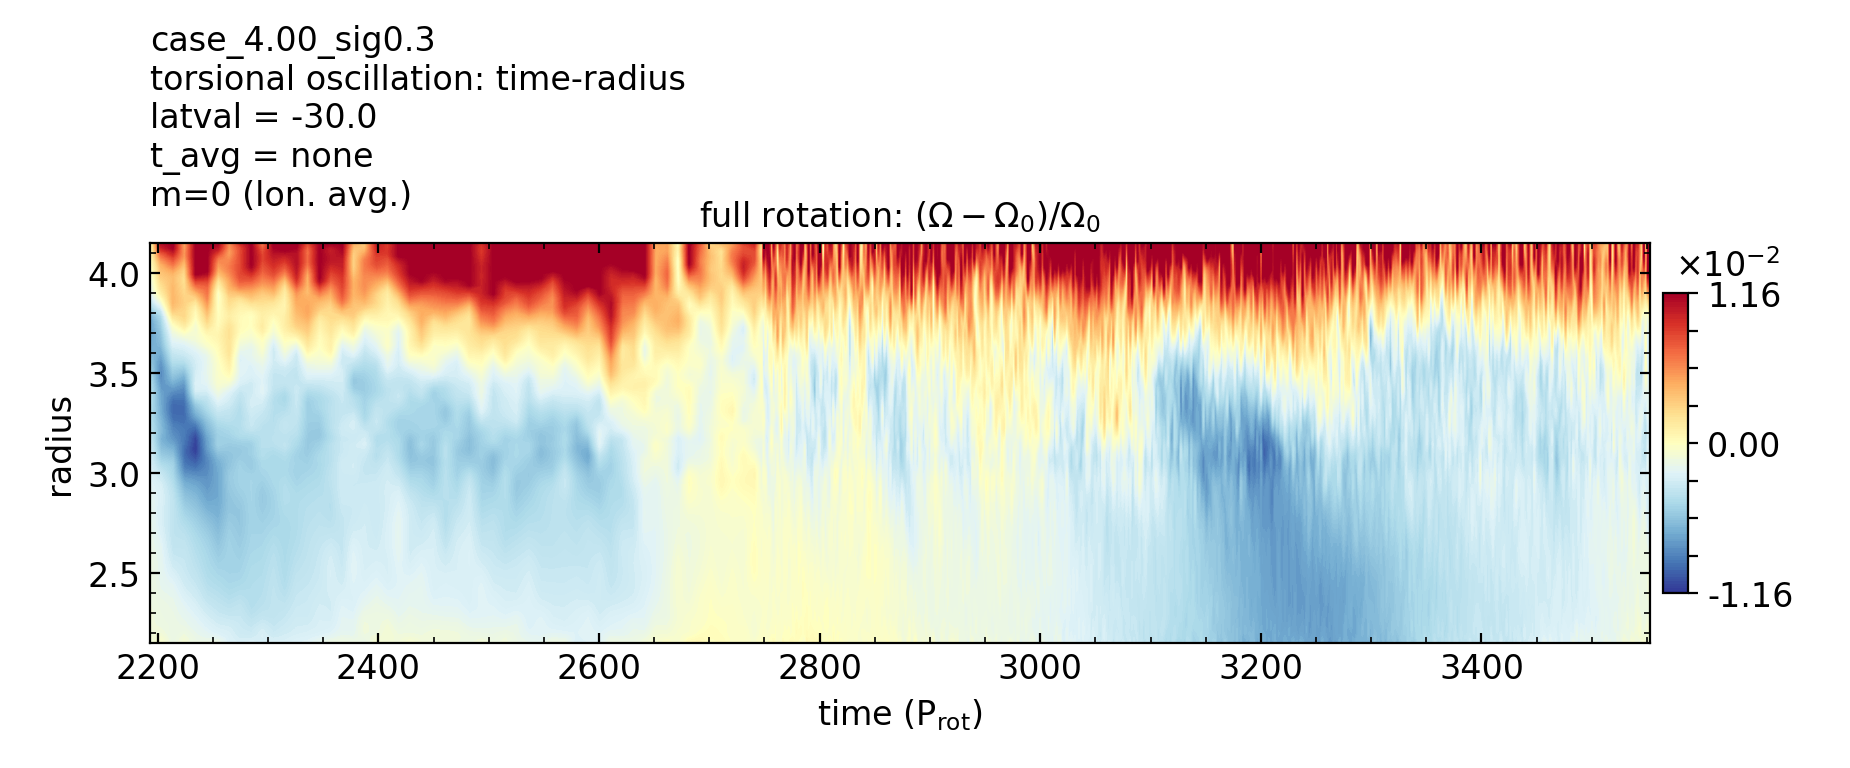 case_4.00_sig0.3
torsional oscillation: time-radius
latval = -30.0
t_avg = none
m=0 (lon. avg.)
full rotation: (Ω − Ω₀)/Ω₀
×10⁻²
1.16
0.00
-1.16
4.0
3.5
3.0
2.5
radius
2200 2400 2600 2800 3000 3200 3400
time (P_rot)